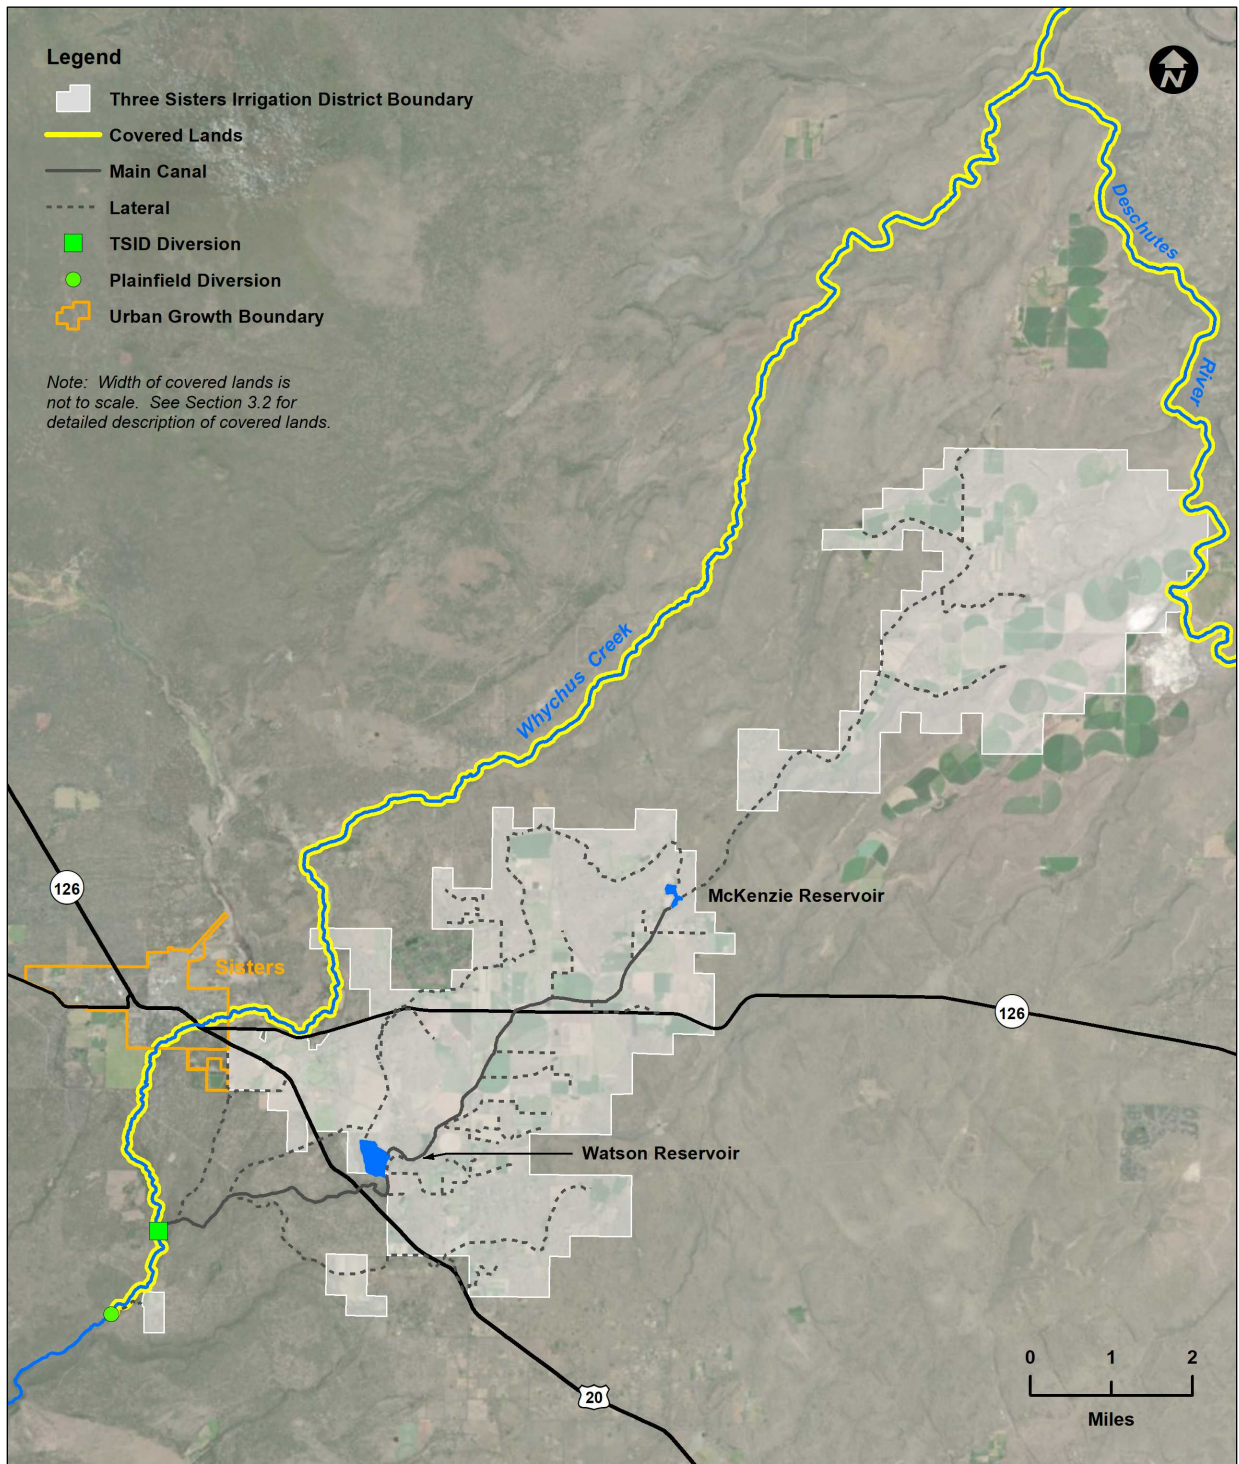 Legend
Three Sisters Irrigation District Boundary
Covered Lands
Main Canal
Lateral
TSID Diversion
Plainfield Diversion
Urban Growth Boundary
Note: Width of covered lands is
not to scale. See Section 3.2 for
detailed description of covered lands.
N
Deschutes
River
Whychus Creek
126
McKenzie Reservoir
Sisters
126
Watson Reservoir
20
0 1 2
Miles